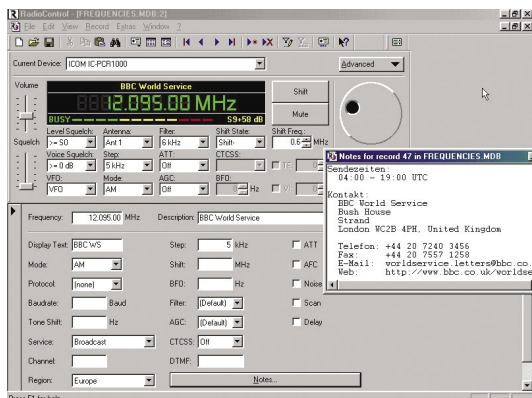 RadioControl - [FREQUENCIES.MDB:2]
File Edit View Record Extras Window ?
Current Device: ICOM IC-PCR1000 Advanced
Volume
BBC World Service
12.095.00 MHz
BUSY S9+58 dB
Shift
Mute
Squelch
Level Squelch: Antenna: Filter: Shift State: Shift Freq.:
>= S0 Ant 1 6 kHz Shift- 0.6 MHz
Voice Squelch: Step: ATT: CTCSS:
>= 0 dB 5 kHz Off TE: 0
VFO: Mode: AGC: BFO:
VFO AM Off 0 Hz VI: 0
Notes for record 47 in FREQUENCIES.MDB
Sendezeiten:
04:00 - 19:00 UTC
Kontakt:
BBC World Service
Bush House
Strand
London WC2B 4PH, United Kingdom
Telefon: +44 20 7240 3456
Fax: +44 20 7557 1258
E-Mail: worldservice.letters@bbc.co.
Web: http://www.bbc.co.uk/worldse
Frequency: 12.095.00 MHz Description: BBC World Service
Display Text: BBC WS Step: 5 kHz ATT
Mode: AM Shift: MHz AFC
Protocol: (none) BFO: Hz Noise
Baudrate: Baud Filter: (Default) Scan
Tone Shift: Hz AGC: (Default) Delay
Service: Broadcast CTCSS: Off
Channel: DTMF:
Region: Europe Notes...
Press F1 for help